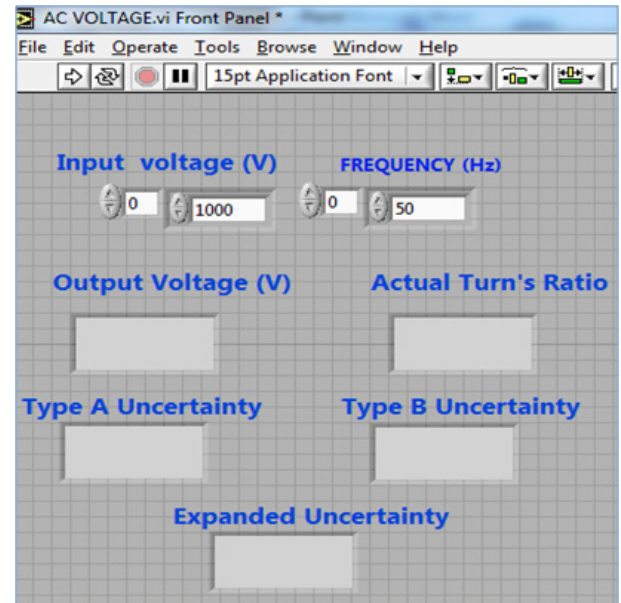 AC VOLTAGE.vi Front Panel *
File Edit Operate Tools Browse Window Help
15pt Application Font
Input voltage (V) FREQUENCY (Hz)
0 1000 0 50
Output Voltage (V) Actual Turn's Ratio
Type A Uncertainty Type B Uncertainty
Expanded Uncertainty